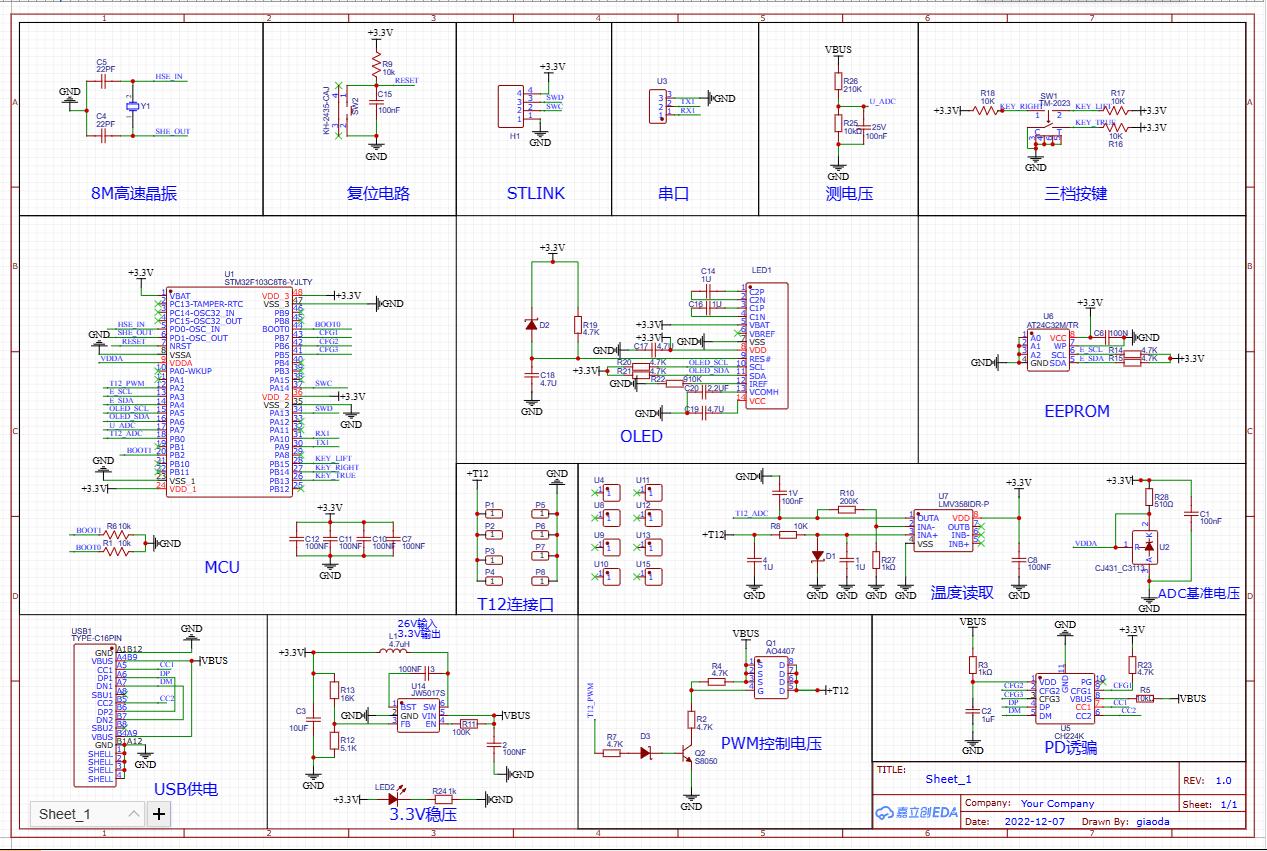 1 2 3 4 5 6 7
A
B
C
D
E
C5
22PF
HSE_IN
GND
Y1
C4
22PF
SHE_OUT
8M高速晶振
+3.3V
R9
10k
RESET
KH-2435-CAJ
SW2
C15
100nF
GND
复位电路
+3.3V
SWD
SWC
H1
GND
STLINK
U3
TX1
RX1
GND
串口
VBUS
R26
210K
U_ADC
R25
10KΩ
25V
100nF
GND
测电压
R18
10K
+3.3V
KEY_RIGHT
SW1
TM-2023
R17
10K
+3.3V
KEY_TRUE
+3.3V
10K
R16
GND
三档按键
U1
STM32F103C8T6-YJLTY
+3.3V
VBAT
PC13-TAMPER-RTC
PC14-OSC32_IN
PC15-OSC32_OUT
PD0-OSC_IN
PD1-OSC_OUT
NRST
VSSA
VDDA
PA0-WKUP
PA1
PA2
PA3
PA4
PA5
PA6
PA7
PB0
PB1
PB2
PB10
PB11
VSS_1
VDD_1
HSE_IN
SHE_OUT
GND
RESET
VDDA
T12_PWM
E_SCL
E_SDA
OLED_SCL
OLED_SDA
U_ADC
T12_ADC
BOOT1
GND
+3.3V
VDD_3
VSS_3
PB9
PB8
BOOT0
PB7
PB6
PB5
PB4
PB3
PA15
PA14
VDD_2
VSS_2
PA13
PA12
PA11
PA10
PA9
PA8
PB15
PB14
PB13
PB12
+3.3V
GND
BOOT0
CFG1
CFG2
CFG3
SWC
+3.3V
SWD
GND
RX1
TX1
KEY_LIFT
KEY_RIGHT
KEY_TRUE
BOOT1
R6 10k
BOOT0
R1 10k
GND
+3.3V
C12
100NF
C11
100NF
C10
100NF
C7
100NF
GND
MCU
+3.3V
D2
R19
4.7K
C18
4.7U
GND
C14
1U
C16 1U
LED1
C2P
C2N
C1P
C1N
VBAT
VBREF
VSS
VDD
RES#
SCL
SDA
IREF
VCOMH
VCC
+3.3V
+3.3V
GND
C17 4.7U
GND
OLED_SCL
R20 4.7K
+3.3V
R21 4.7K
OLED_SDA
GND
R22 910K
C20 2.2UF
GND
C19 4.7U
OLED
+3.3V
U6
AT24C32M/TR
A0
A1
A2
GND
VCC
WP
SCL
SDA
C6 100N
GND
E_SCL
R14 4.7K
E_SDA
R15 4.7K
+3.3V
GND
EEPROM
+T12
GND
P1
P2
P3
P4
P5
P6
P7
P8
T12连接口
U4 U11
U8 U12
U9 U13
U10 U15
GND
1V
100nF
T12_ADC
R10
200K
+T12
R8 10K
4
1U
D1
1U
R27
1kΩ
GND GND GND GND GND
U7
LMV358IDR-P
OUTA
INA-
INA+
VSS
VDD
OUTB
INB-
INB+
+3.3V
C8
100NF
GND
温度读取
+3.3V
R28
510Ω
C1
100nF
VDDA
U2
CJ431_C3113
GND
ADC基准电压
USB1
TYPE-C16PIN
GND
VBUS
CC1
DP1
DN1
SBU1
CC2
DP2
DN2
SBU2
VBUS
GND
SHELL
SHELL
SHELL
SHELL
A1B12
A4B9
A5
A6
A7
A8
B5
B6
B7
B8
B4A9
B1A12
GND
VBUS
CC1
DP
DM
CC2
GND
USB供电
26V输入
3.3V输出
L1
4.7uH
+3.3V
100NF 3
U14
JW5017S
BST
GND
FB
SW
VIN
EN
R13
16K
GND
C3
10UF
R12
5.1K
GND
R11
100K
VBUS
2
100NF
GND
LED2
+3.3V
R24 1k
GND
3.3V稳压
VBUS
Q1
AO4407
S
S
S
G
D
D
D
D
R4
4.7K
+T12
T12_PWM
R2
4.7K
R7
4.7K
D3
Q2
S8050
GND
PWM控制电压
VBUS
R3
1kΩ
C2
1uF
GND
GND
VDD
CFG2
CFG3
DP
DM
GND
PG
CFG1
VBUS
CC1
CC2
CFG2
CFG3
DP
DM
U5
CH224K
+3.3V
R23
4.7K
CFG1
R5
10kΩ
VBUS
CC1
CC2
PD诱骗
TITLE:
Sheet_1
REV: 1.0
嘉立创EDA
Company: Your Company
Sheet: 1/1
Date: 2022-12-07
Drawn By: giaoda
Sheet_1
+